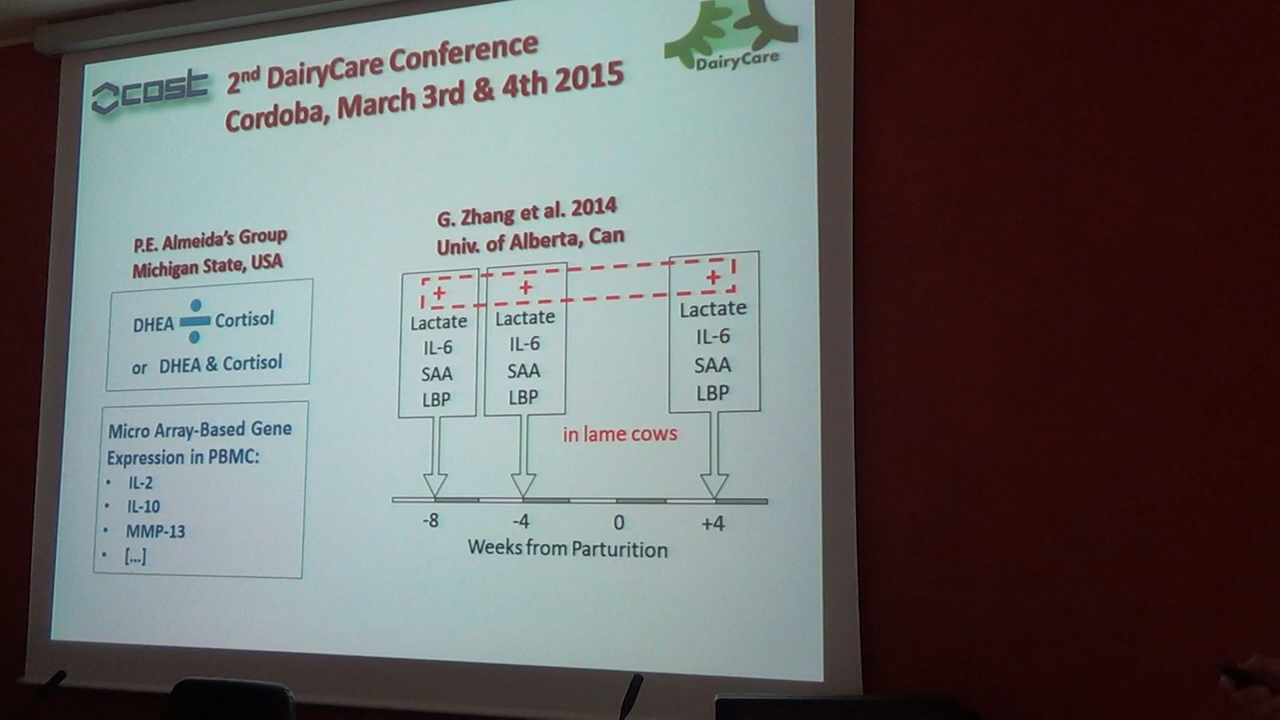 cost
2nd DairyCare Conference
Cordoba, March 3rd & 4th 2015
DairyCare
P.E. Almeida's Group
Michigan State, USA
DHEA ÷ Cortisol
or DHEA & Cortisol
Micro Array-Based Gene
Expression in PBMC:
• IL-2
• IL-10
• MMP-13
• [...]
G. Zhang et al. 2014
Univ. of Alberta, Can
+ + +
Lactate Lactate Lactate
IL-6 IL-6 IL-6
SAA SAA SAA
LBP LBP LBP
in lame cows
-8 -4 0 +4
Weeks from Parturition